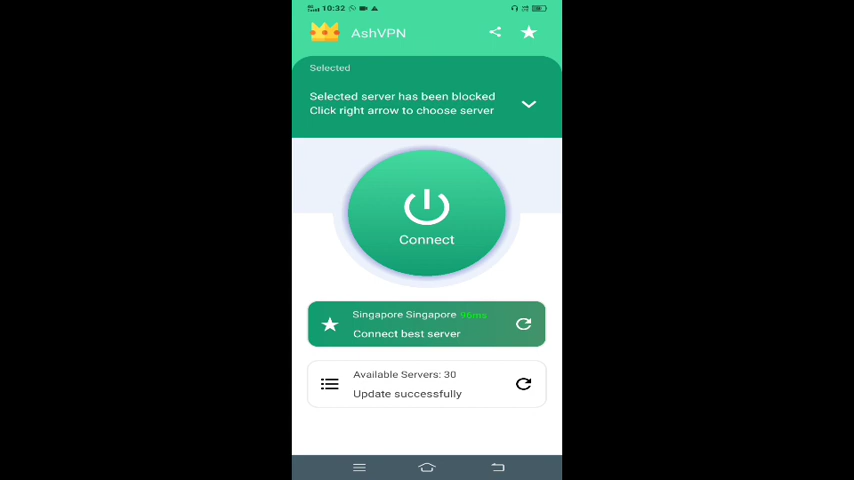 10:32
AshVPN
Selected
Selected server has been blocked
Click right arrow to choose server
Connect
Singapore Singapore 96ms
Connect best server
Available Servers: 30
Update successfully